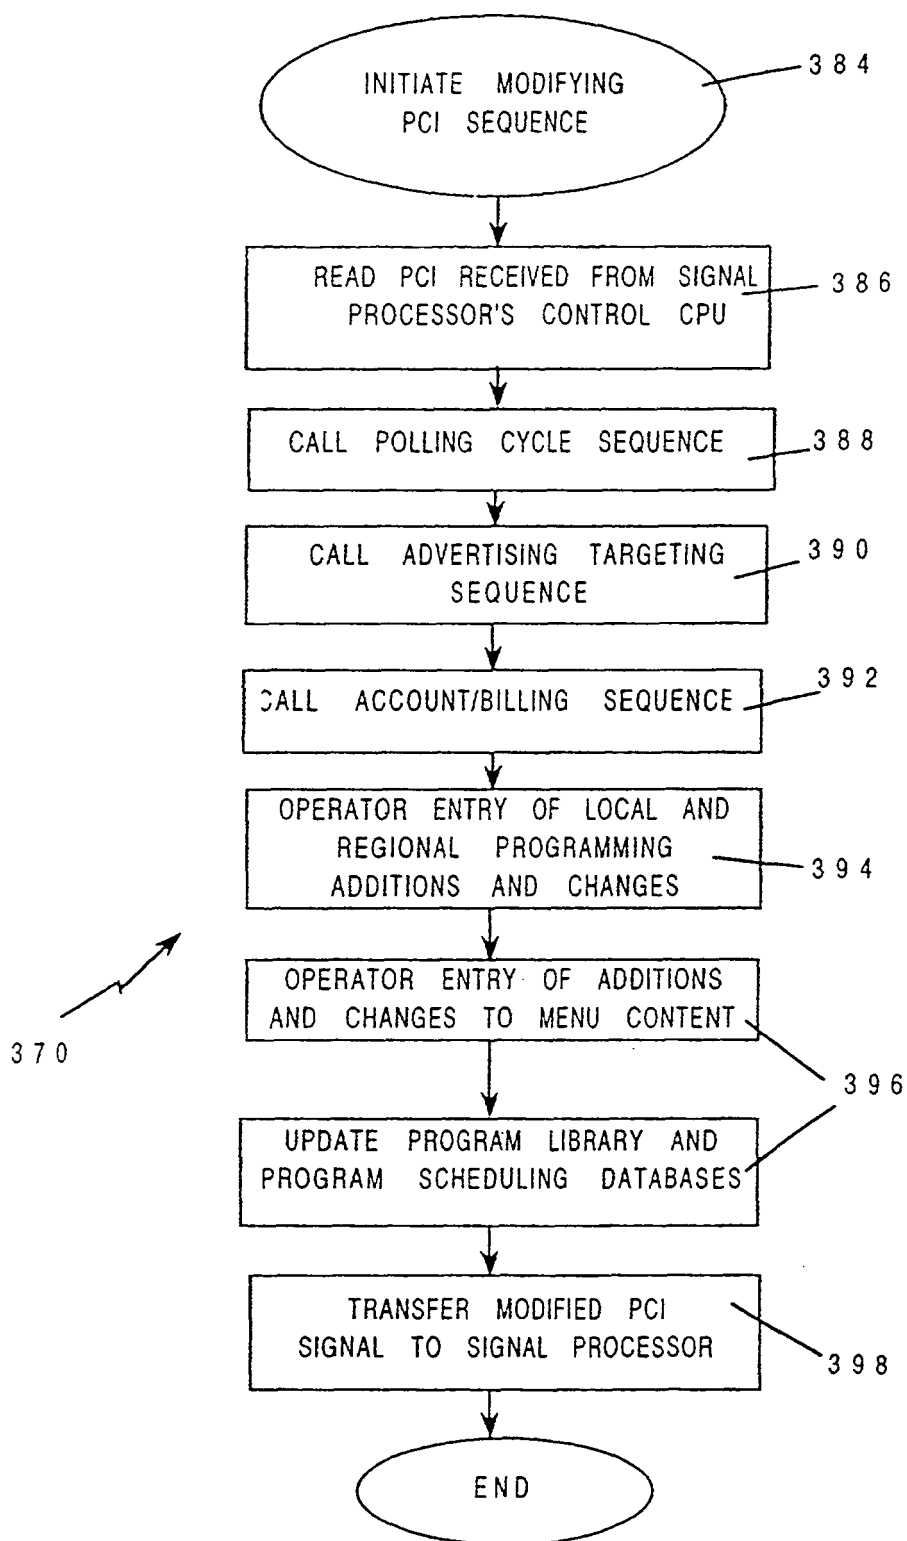 INITIATE MODIFYING
PCI SEQUENCE
384
READ PCI RECEIVED FROM SIGNAL
PROCESSOR'S CONTROL CPU
386
CALL POLLING CYCLE SEQUENCE
388
CALL ADVERTISING TARGETING
SEQUENCE
390
CALL ACCOUNT/BILLING SEQUENCE
392
OPERATOR ENTRY OF LOCAL AND
REGIONAL PROGRAMMING
ADDITIONS AND CHANGES
394
OPERATOR ENTRY OF ADDITIONS
AND CHANGES TO MENU CONTENT
370
396
UPDATE PROGRAM LIBRARY AND
PROGRAM SCHEDULING DATABASES
TRANSFER MODIFIED PCI
SIGNAL TO SIGNAL PROCESSOR
398
END